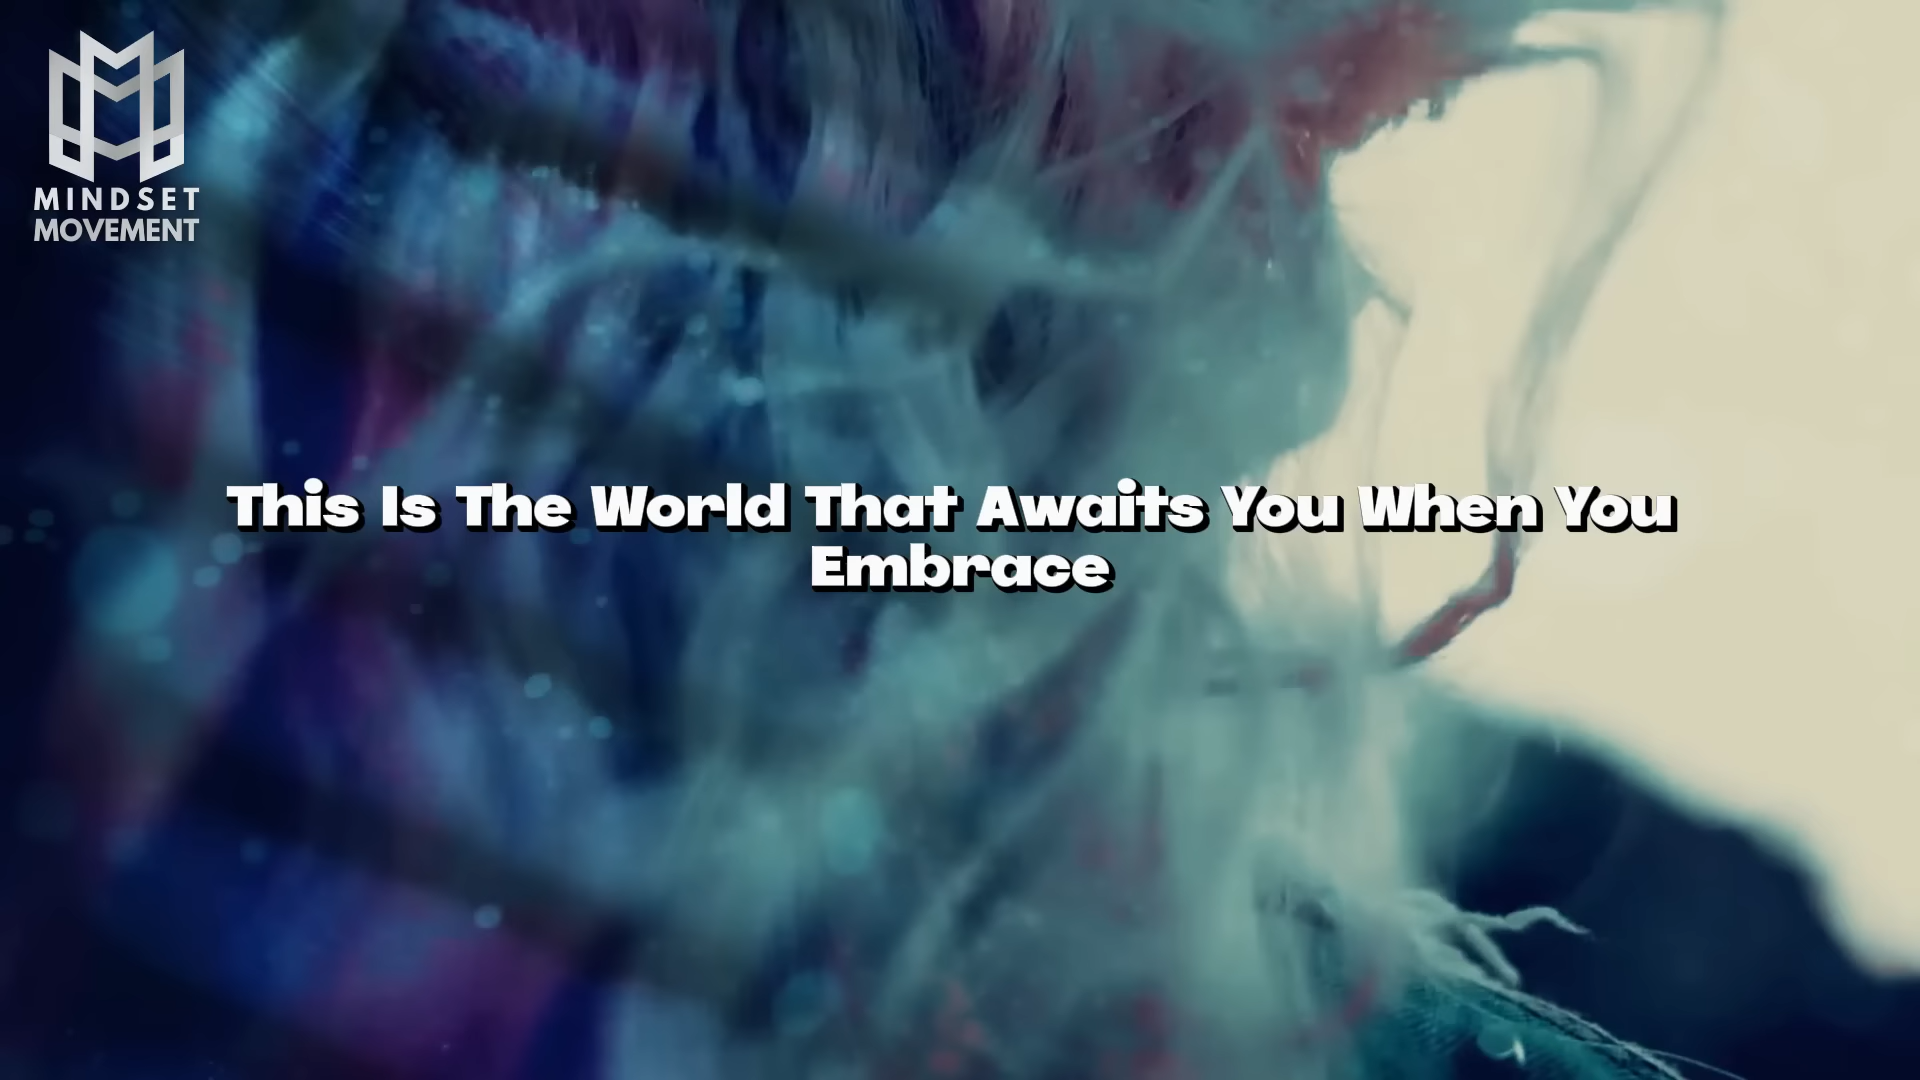 MINDSET
MOVEMENT
This Is The World That Awaits You When You
Embrace